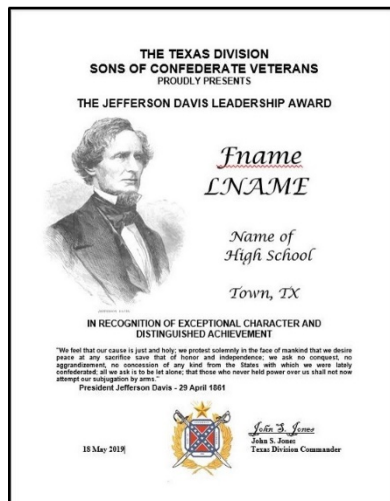 THE TEXAS DIVISION
SONS OF CONFEDERATE VETERANS
PROUDLY PRESENTS
THE JEFFERSON DAVIS LEADERSHIP AWARD
Fname
LNAME
Name of
High School
Town, TX
IN RECOGNITION OF EXCEPTIONAL CHARACTER AND
DISTINGUISHED ACHIEVEMENT
"We feel that our cause is just and holy; we protest solemnly in the face of mankind that we desire
peace at any sacrifice save that of honor and independence; we ask no conquest, no
aggrandizement, no concession of any kind from the States with which we were lately
confederated; all we ask is to be let alone; that those who never held power over us shall not now
attempt our subjugation by arms."
President Jefferson Davis - 29 April 1861
John S. Jones
John S. Jones
18 May 2019
Texas Division Commander